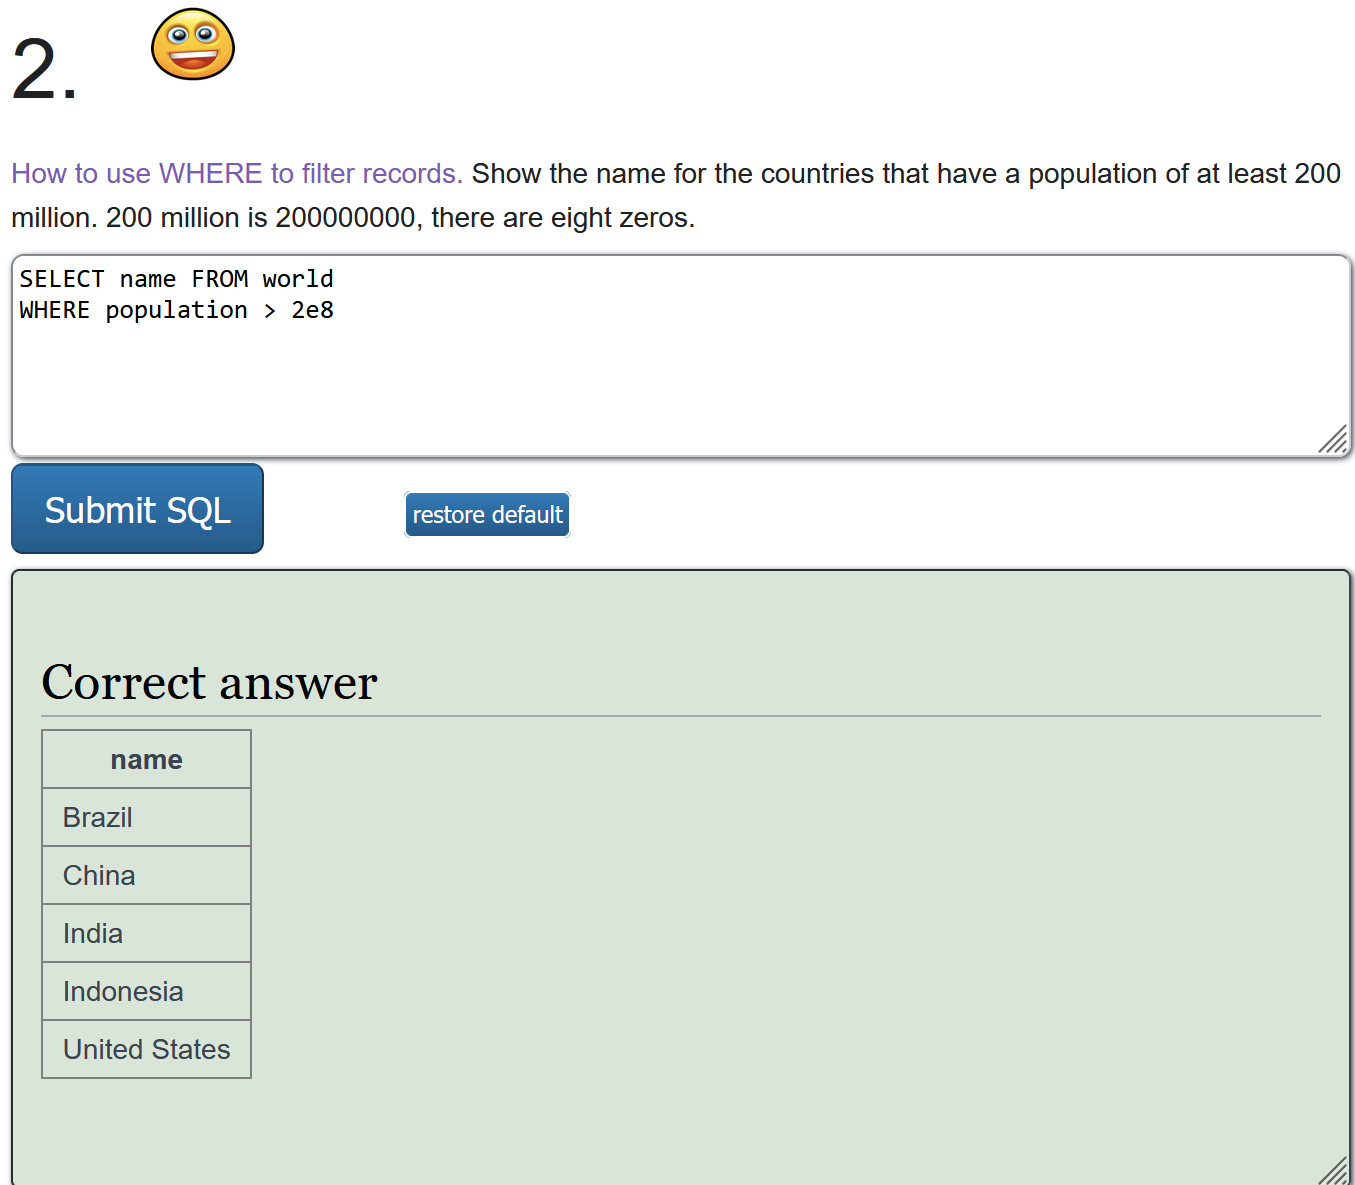 2.
How to use WHERE to filter records. Show the name for the countries that have a population of at least 200
million. 200 million is 200000000, there are eight zeros.
SELECT name FROM world
WHERE population > 2e8
Submit SQL
restore default
Correct answer
name
Brazil
China
India
Indonesia
United States